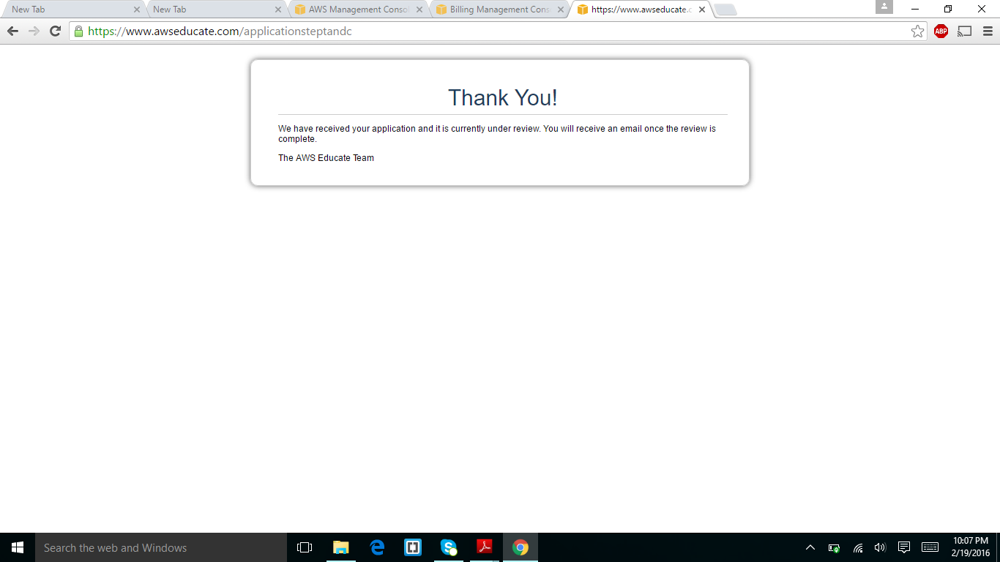 New Tab
New Tab
AWS Management Consol
Billing Management Cons
https://www.awseducate.c
https://www.awseducate.com/applicationsteptandc
ABP
Thank You!
We have received your application and it is currently under review. You will receive an email once the review is
complete.
The AWS Educate Team
Search the web and Windows
10:07 PM
2/19/2016